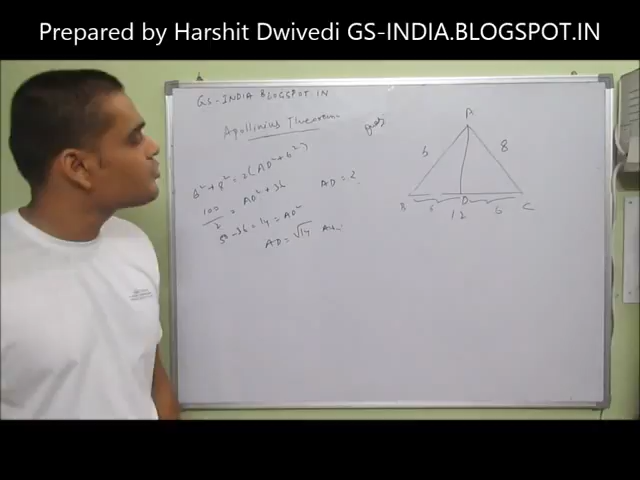 Prepared by Harshit Dwivedi GS-INDIA.BLOGSPOT.IN
GS-INDIA BLOGSPOT.IN
Apollinius Theorem
6² + 8² = 2(AD² + 6²)
100/2 = AD² + 36
50 - 36 = 14 = AD²
AD = √14 Ans
AD = ?
A
6
8
B
6
D
6
C
12